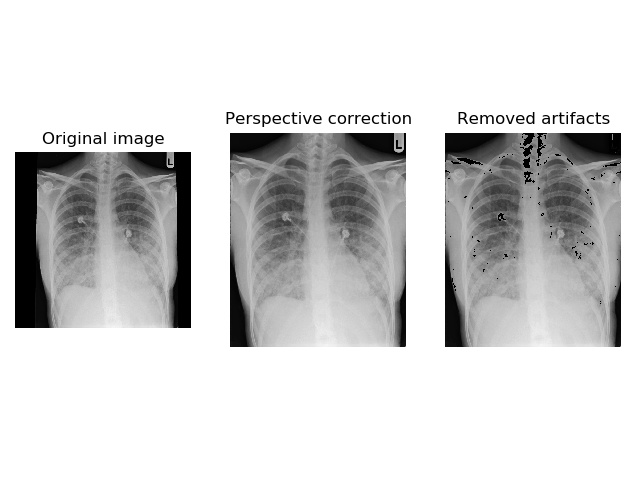 Original image
Perspective correction
Removed artifacts
L
L